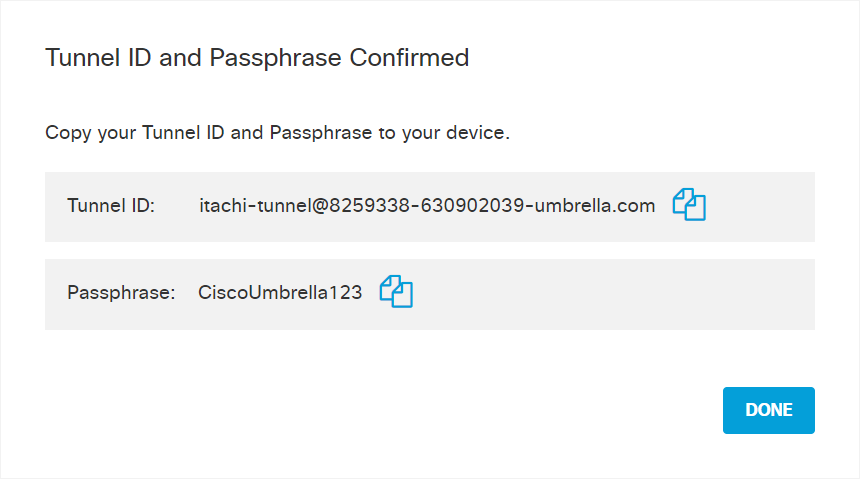 Tunnel ID and Passphrase Confirmed
Copy your Tunnel ID and Passphrase to your device.
Tunnel ID: itachi-tunnel@8259338-630902039-umbrella.com
Passphrase: CiscoUmbrella123
DONE